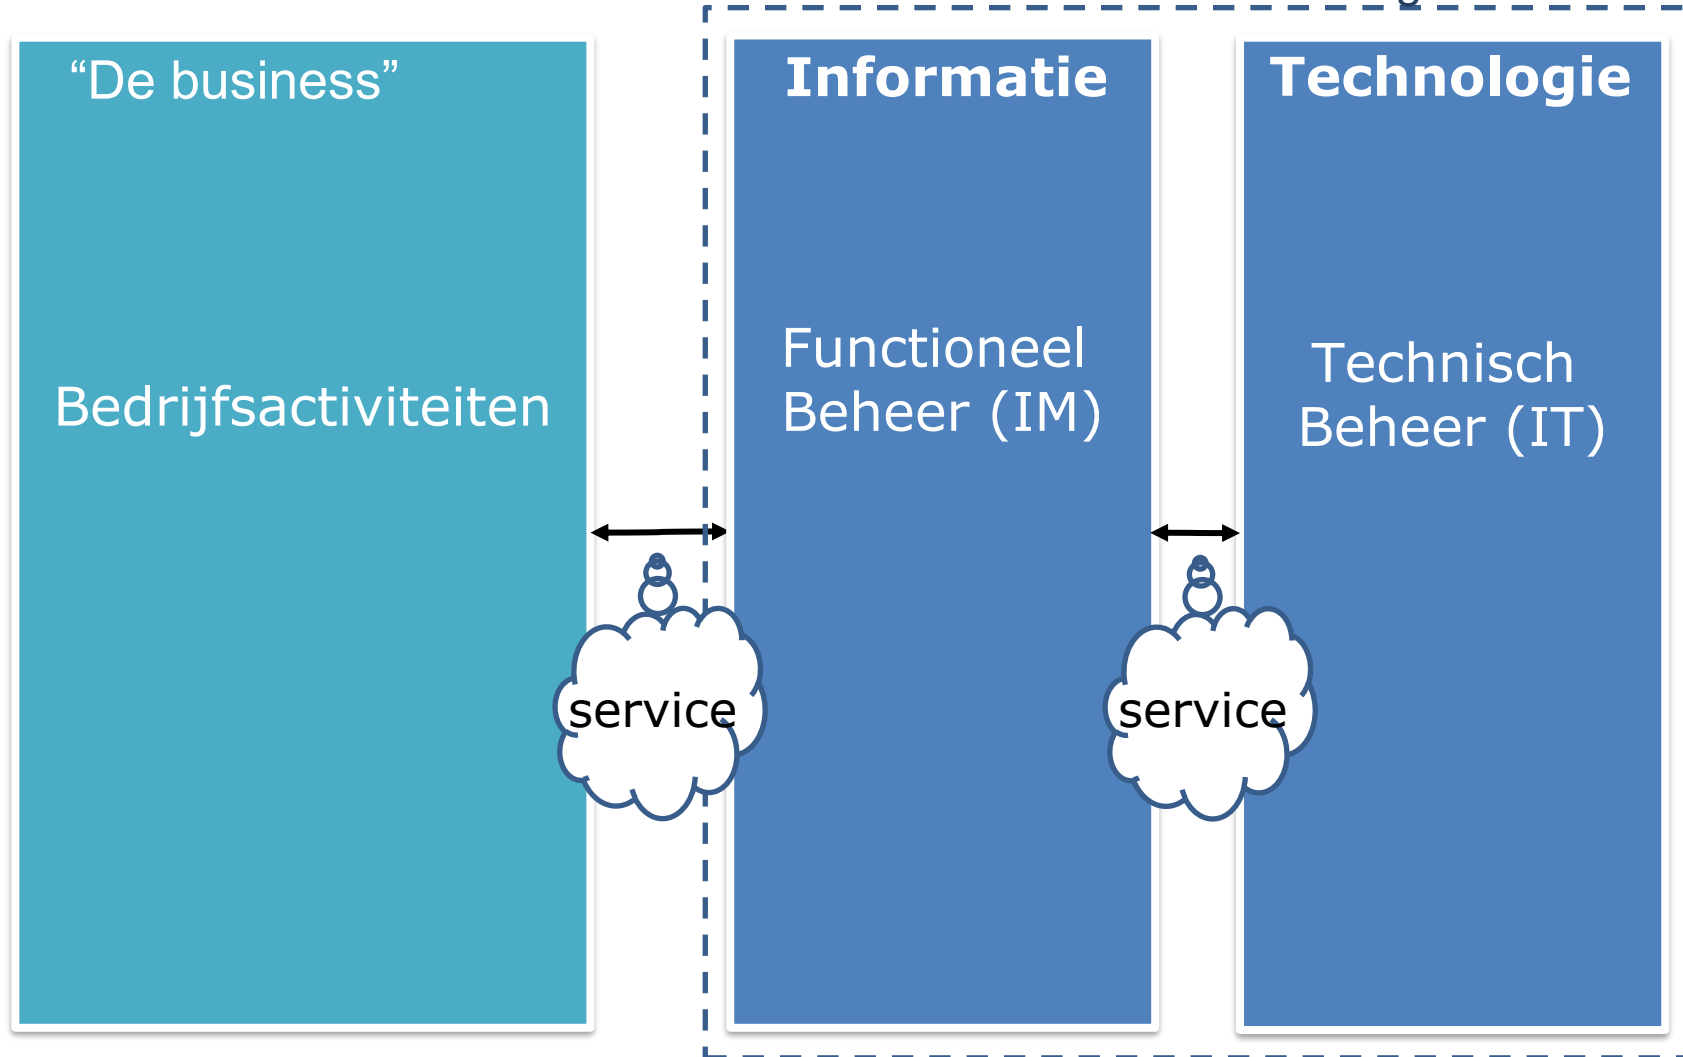 “De business”
Informatie
Technologie
Bedrijfsactiviteiten
Functioneel
Beheer (IM)
Technisch
Beheer (IT)
service
service